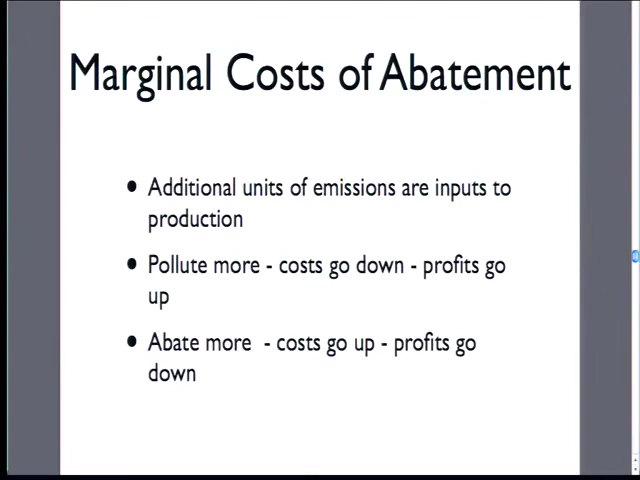 Marginal Costs of Abatement
• Additional units of emissions are inputs to
production
• Pollute more - costs go down - profits go
up
• Abate more - costs go up - profits go
down